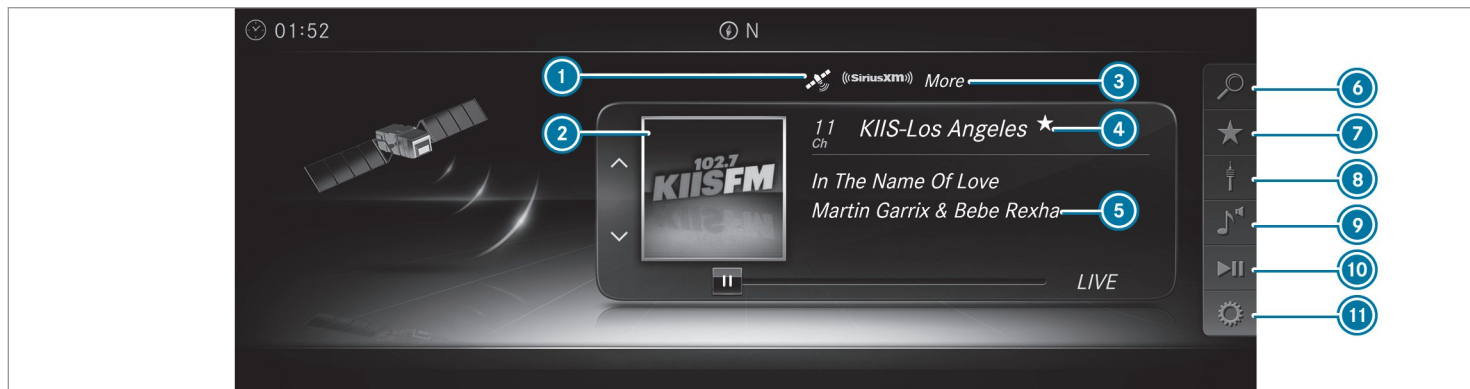 01:52
N
1
((SiriusXM))
More
3
6
2
102.7
KIISFM
11
Ch
KIIS-Los Angeles
4
7
In The Name Of Love
8
Martin Garrix & Bebe Rexha
5
9
LIVE
10
11